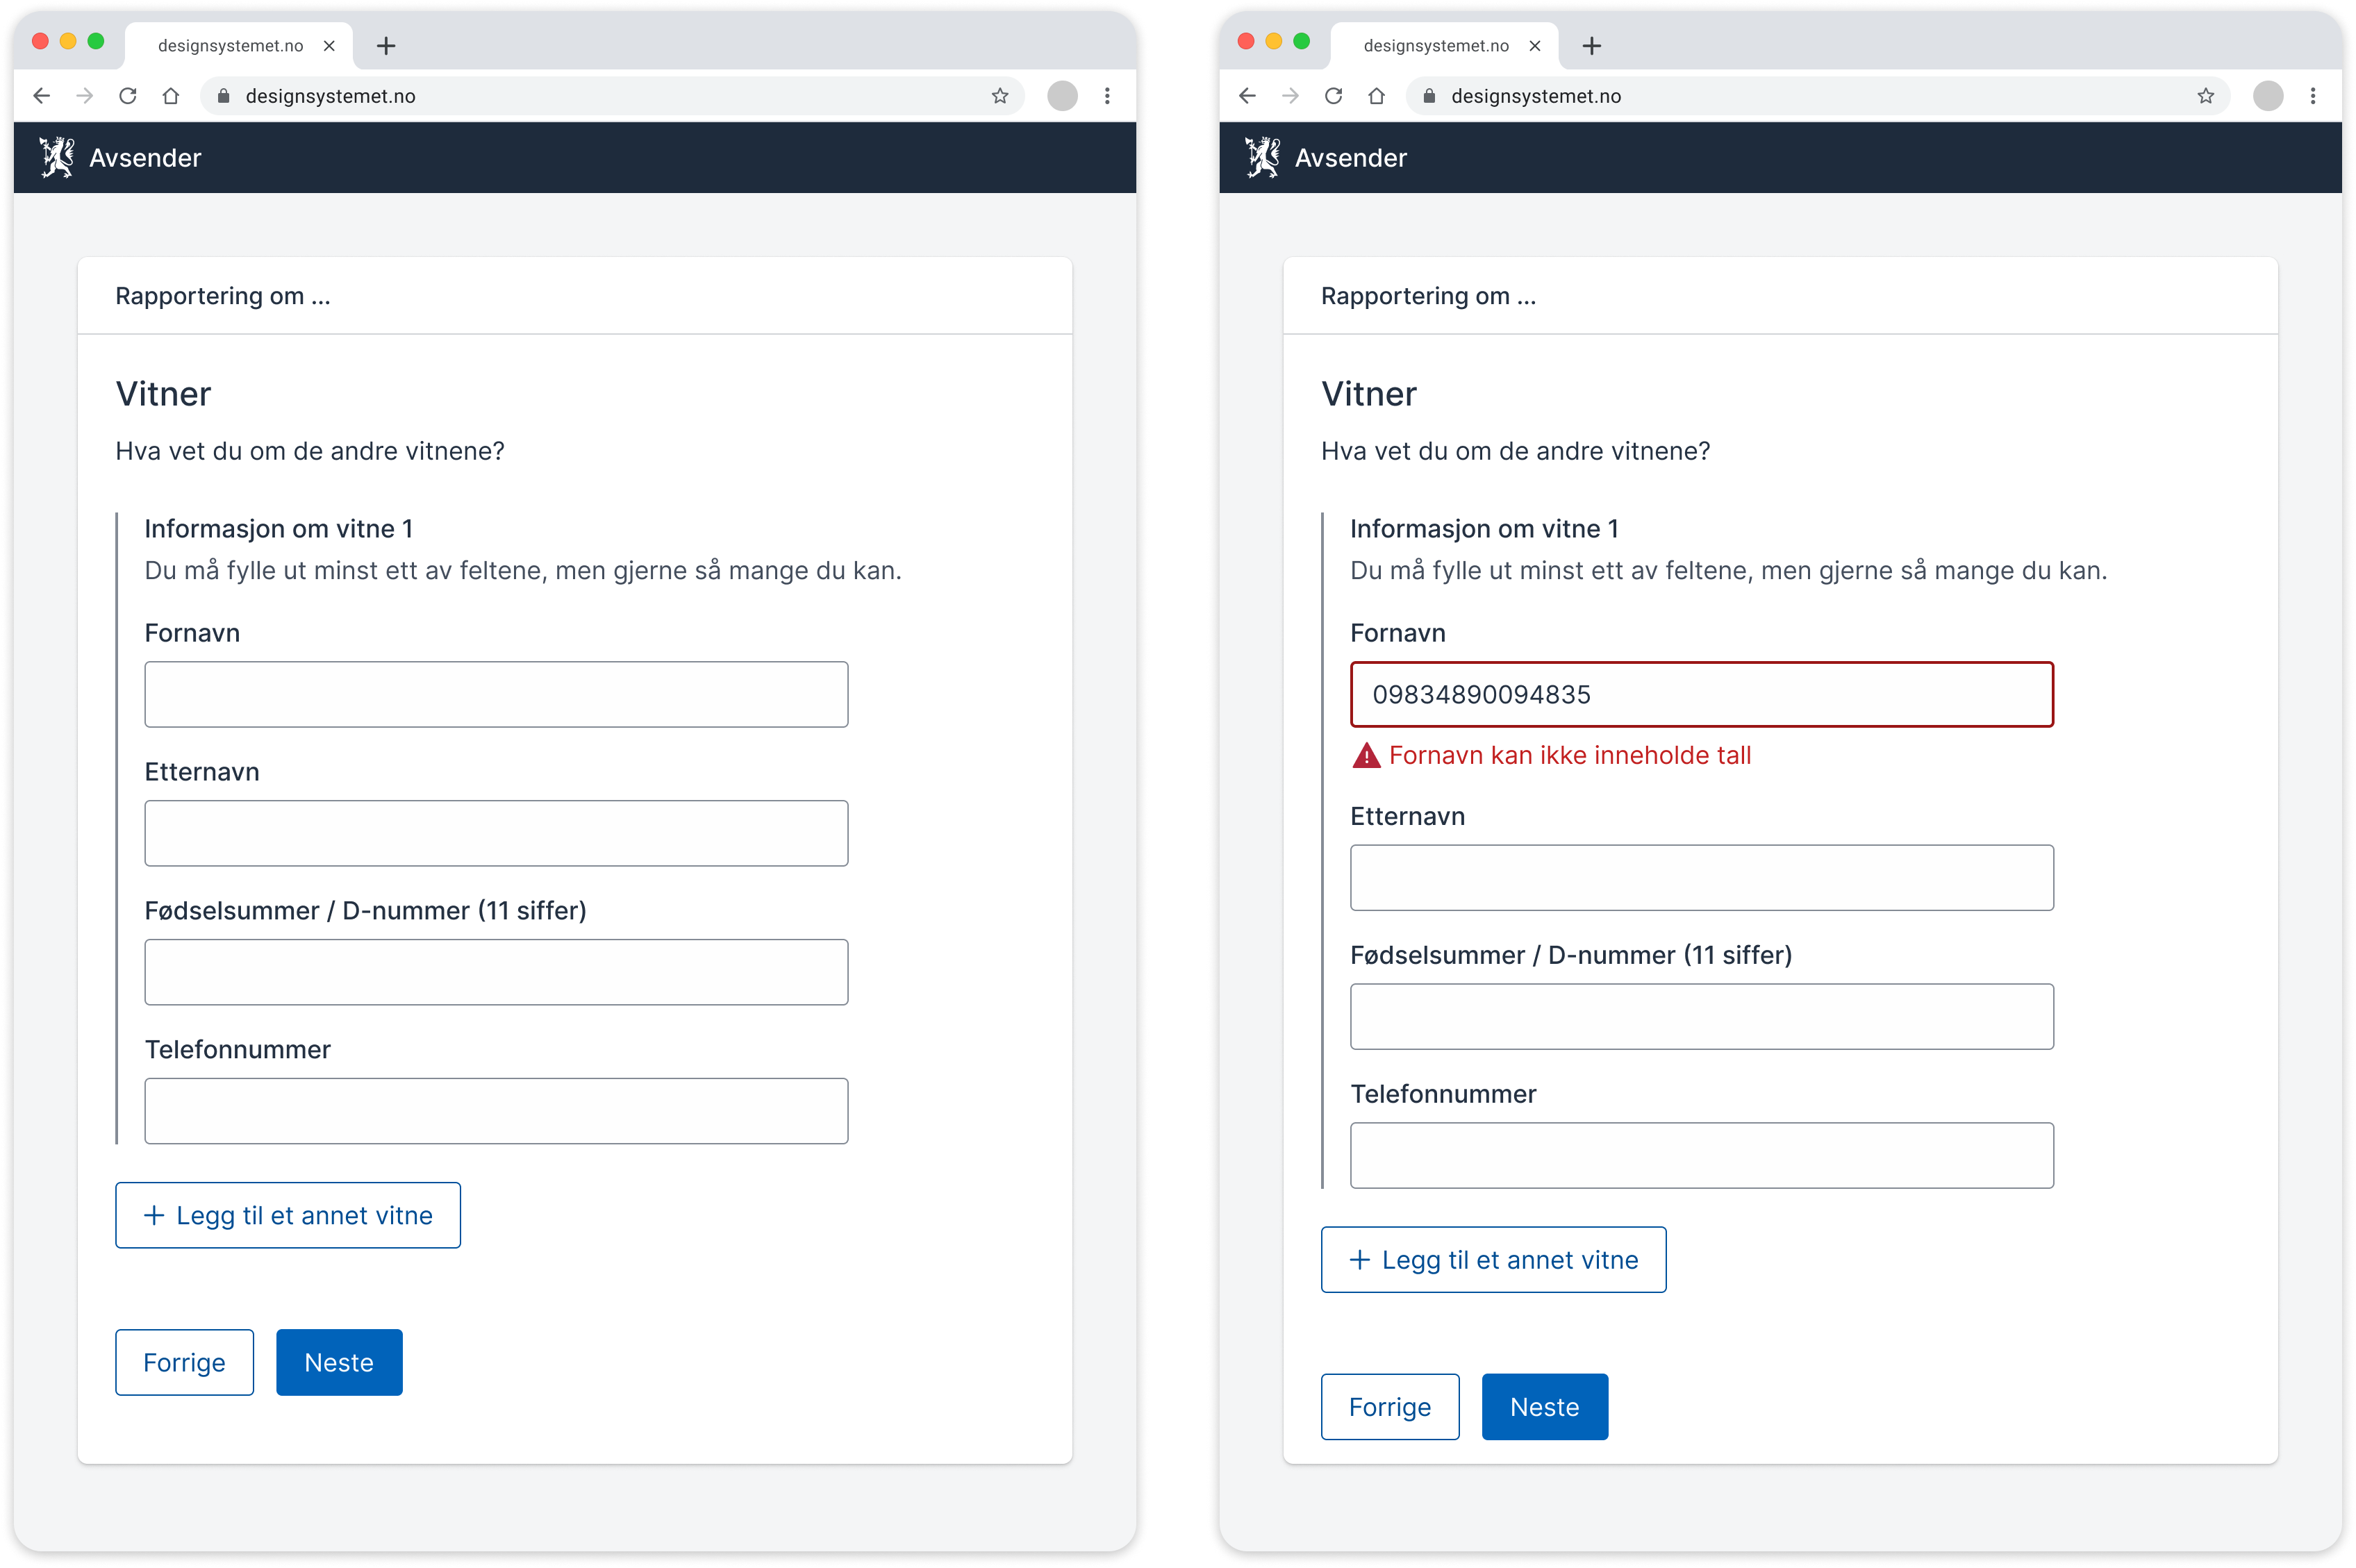 designsystemet.no
designsystemet.no
Avsender
Rapportering om ...
Vitner
Hva vet du om de andre vitnene?
Informasjon om vitne 1
Du må fylle ut minst ett av feltene, men gjerne så mange du kan.
Fornavn
Etternavn
Fødselsummer / D-nummer (11 siffer)
Telefonnummer
Legg til et annet vitne
Forrige
Neste
designsystemet.no
designsystemet.no
Avsender
Rapportering om ...
Vitner
Hva vet du om de andre vitnene?
Informasjon om vitne 1
Du må fylle ut minst ett av feltene, men gjerne så mange du kan.
Fornavn
09834890094835
Fornavn kan ikke inneholde tall
Etternavn
Fødselsummer / D-nummer (11 siffer)
Telefonnummer
Legg til et annet vitne
Forrige
Neste